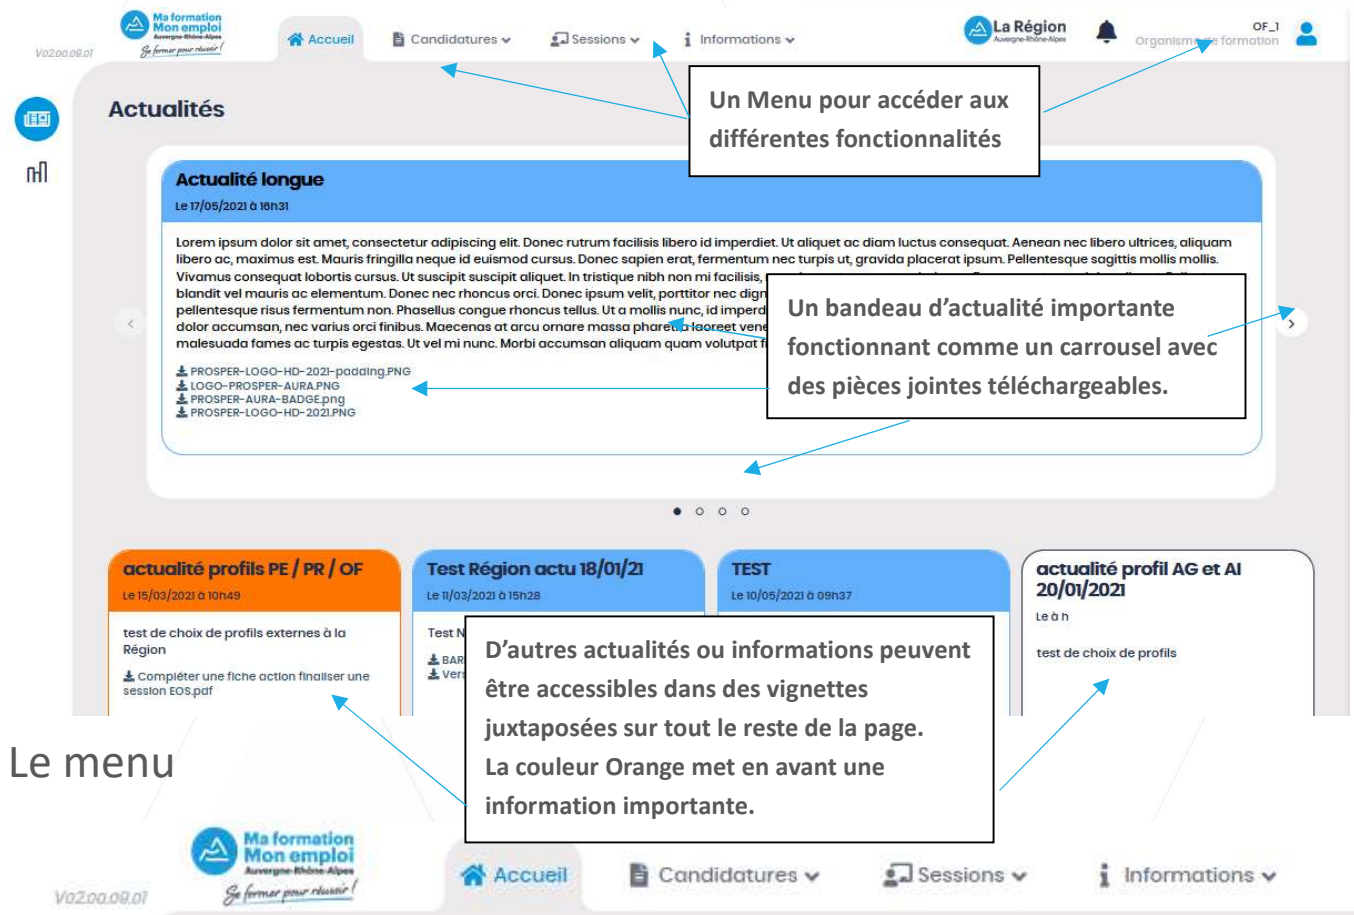 Va2.00.09.01
Ma formation
Mon emploi
Auvergne-Rhône-Alpes
Se former pour réussir !
Accueil
Candidatures
Sessions
Informations
La Région
Auvergne-Rhône-Alpes
OF_1
Organisme de formation
Un Menu pour accéder aux
différentes fonctionnalités
Actualités
Actualité longue
Le 17/05/2021 à 16h31
Lorem ipsum dolor sit amet, consectetur adipiscing elit. Donec rutrum facilisis libero id imperdiet. Ut aliquet ac diam luctus consequat. Aenean nec libero ultrices, aliquam
libero ac, maximus est. Mauris fringilla neque id euismod cursus. Donec sapien erat, fermentum nec turpis ut, gravida placerat ipsum. Pellentesque sagittis mollis mollis.
Vivamus consequat lobortis cursus. Ut suscipit suscipit aliquet. In tristique nibh non mi facilisis,
blandit vel mauris ac elementum. Donec nec rhoncus orci. Donec ipsum velit, porttitor nec dign
pellentesque risus fermentum non. Phasellus congue rhoncus tellus. Ut a mollis nunc, id imperd
dolor accumsan, nec varius orci finibus. Maecenas at arcu ornare massa pharetra laoreet vene
malesuada fames ac turpis egestas. Ut vel mi nunc. Morbi accumsan aliquam quam volutpat f
PROSPER-LOGO-HD-2021-padding.PNG
LOGO-PROSPER-AURA.PNG
PROSPER-AURA-BADGE.png
PROSPER-LOGO-HD-2021.PNG
Un bandeau d’actualité importante
fonctionnant comme un carrousel avec
des pièces jointes téléchargeables.
actualité profils PE / PR / OF
Le 15/03/2021 à 10h49
test de choix de profils externes à la
Région
Compléter une fiche action finaliser une
session EOS.pdf
Test Région actu 18/01/21
Le 11/03/2021 à 15h28
Test N
BAR
Vers
TEST
Le 10/05/2021 à 09h37
actualité profil AG et AI
20/01/2021
Le à h
test de choix de profils
D’autres actualités ou informations peuvent
être accessibles dans des vignettes
juxtaposées sur tout le reste de la page.
La couleur Orange met en avant une
information importante.
Le menu
Va2.00.09.01
Ma formation
Mon emploi
Auvergne-Rhône-Alpes
Se former pour réussir !
Accueil
Candidatures
Sessions
Informations